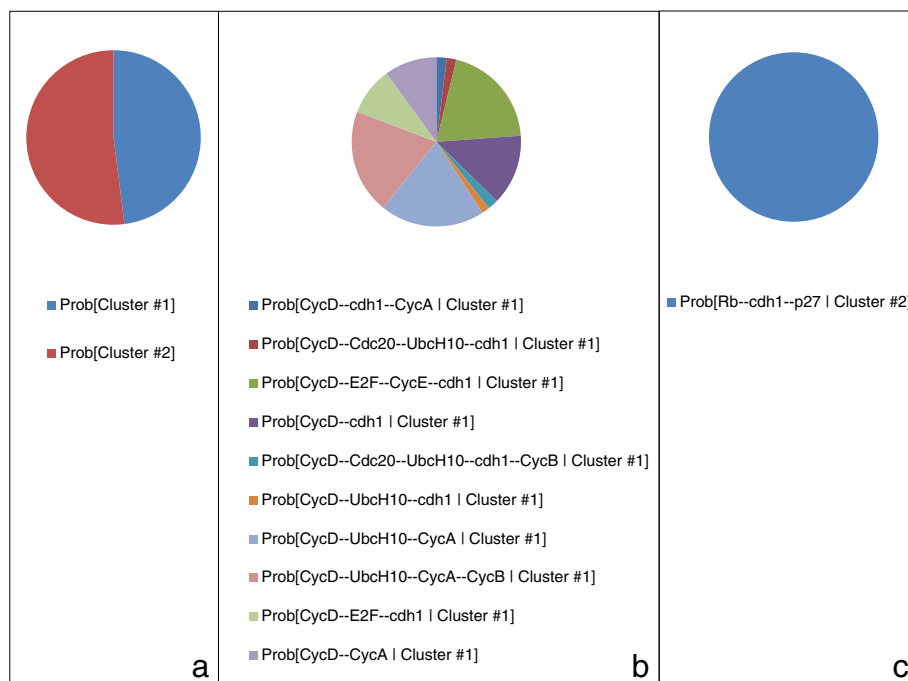 Prob[Cluster #1]
Prob[Cluster #2]
a
Prob[CycD--cdh1--CycA | Cluster #1]
Prob[CycD--Cdc20--UbcH10--cdh1 | Cluster #1]
Prob[CycD--E2F--CycE--cdh1 | Cluster #1]
Prob[CycD--cdh1 | Cluster #1]
Prob[CycD--Cdc20--UbcH10--cdh1--CycB | Cluster #1]
Prob[CycD--UbcH10--cdh1 | Cluster #1]
Prob[CycD--UbcH10--CycA | Cluster #1]
Prob[CycD--UbcH10--CycA--CycB | Cluster #1]
Prob[CycD--E2F--cdh1 | Cluster #1]
Prob[CycD--CycA | Cluster #1]
b
Prob[Rb--cdh1--p27 | Cluster #2]
c